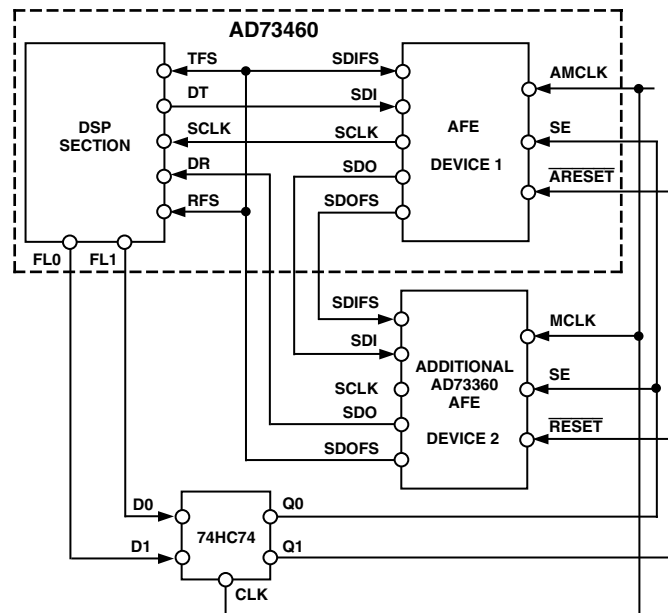 AD73460
TFS
SDIFS
AMCLK
DT
SDI
DSP
SECTION
AFE
DEVICE 1
SCLK
SCLK
SE
DR
SDO
ARESET
RFS
SDOFS
FL0
FL1
SDIFS
MCLK
SDI
ADDITIONAL
AD73360
AFE
DEVICE 2
SCLK
SE
SDO
RESET
SDOFS
D0
Q0
74HC74
D1
Q1
CLK